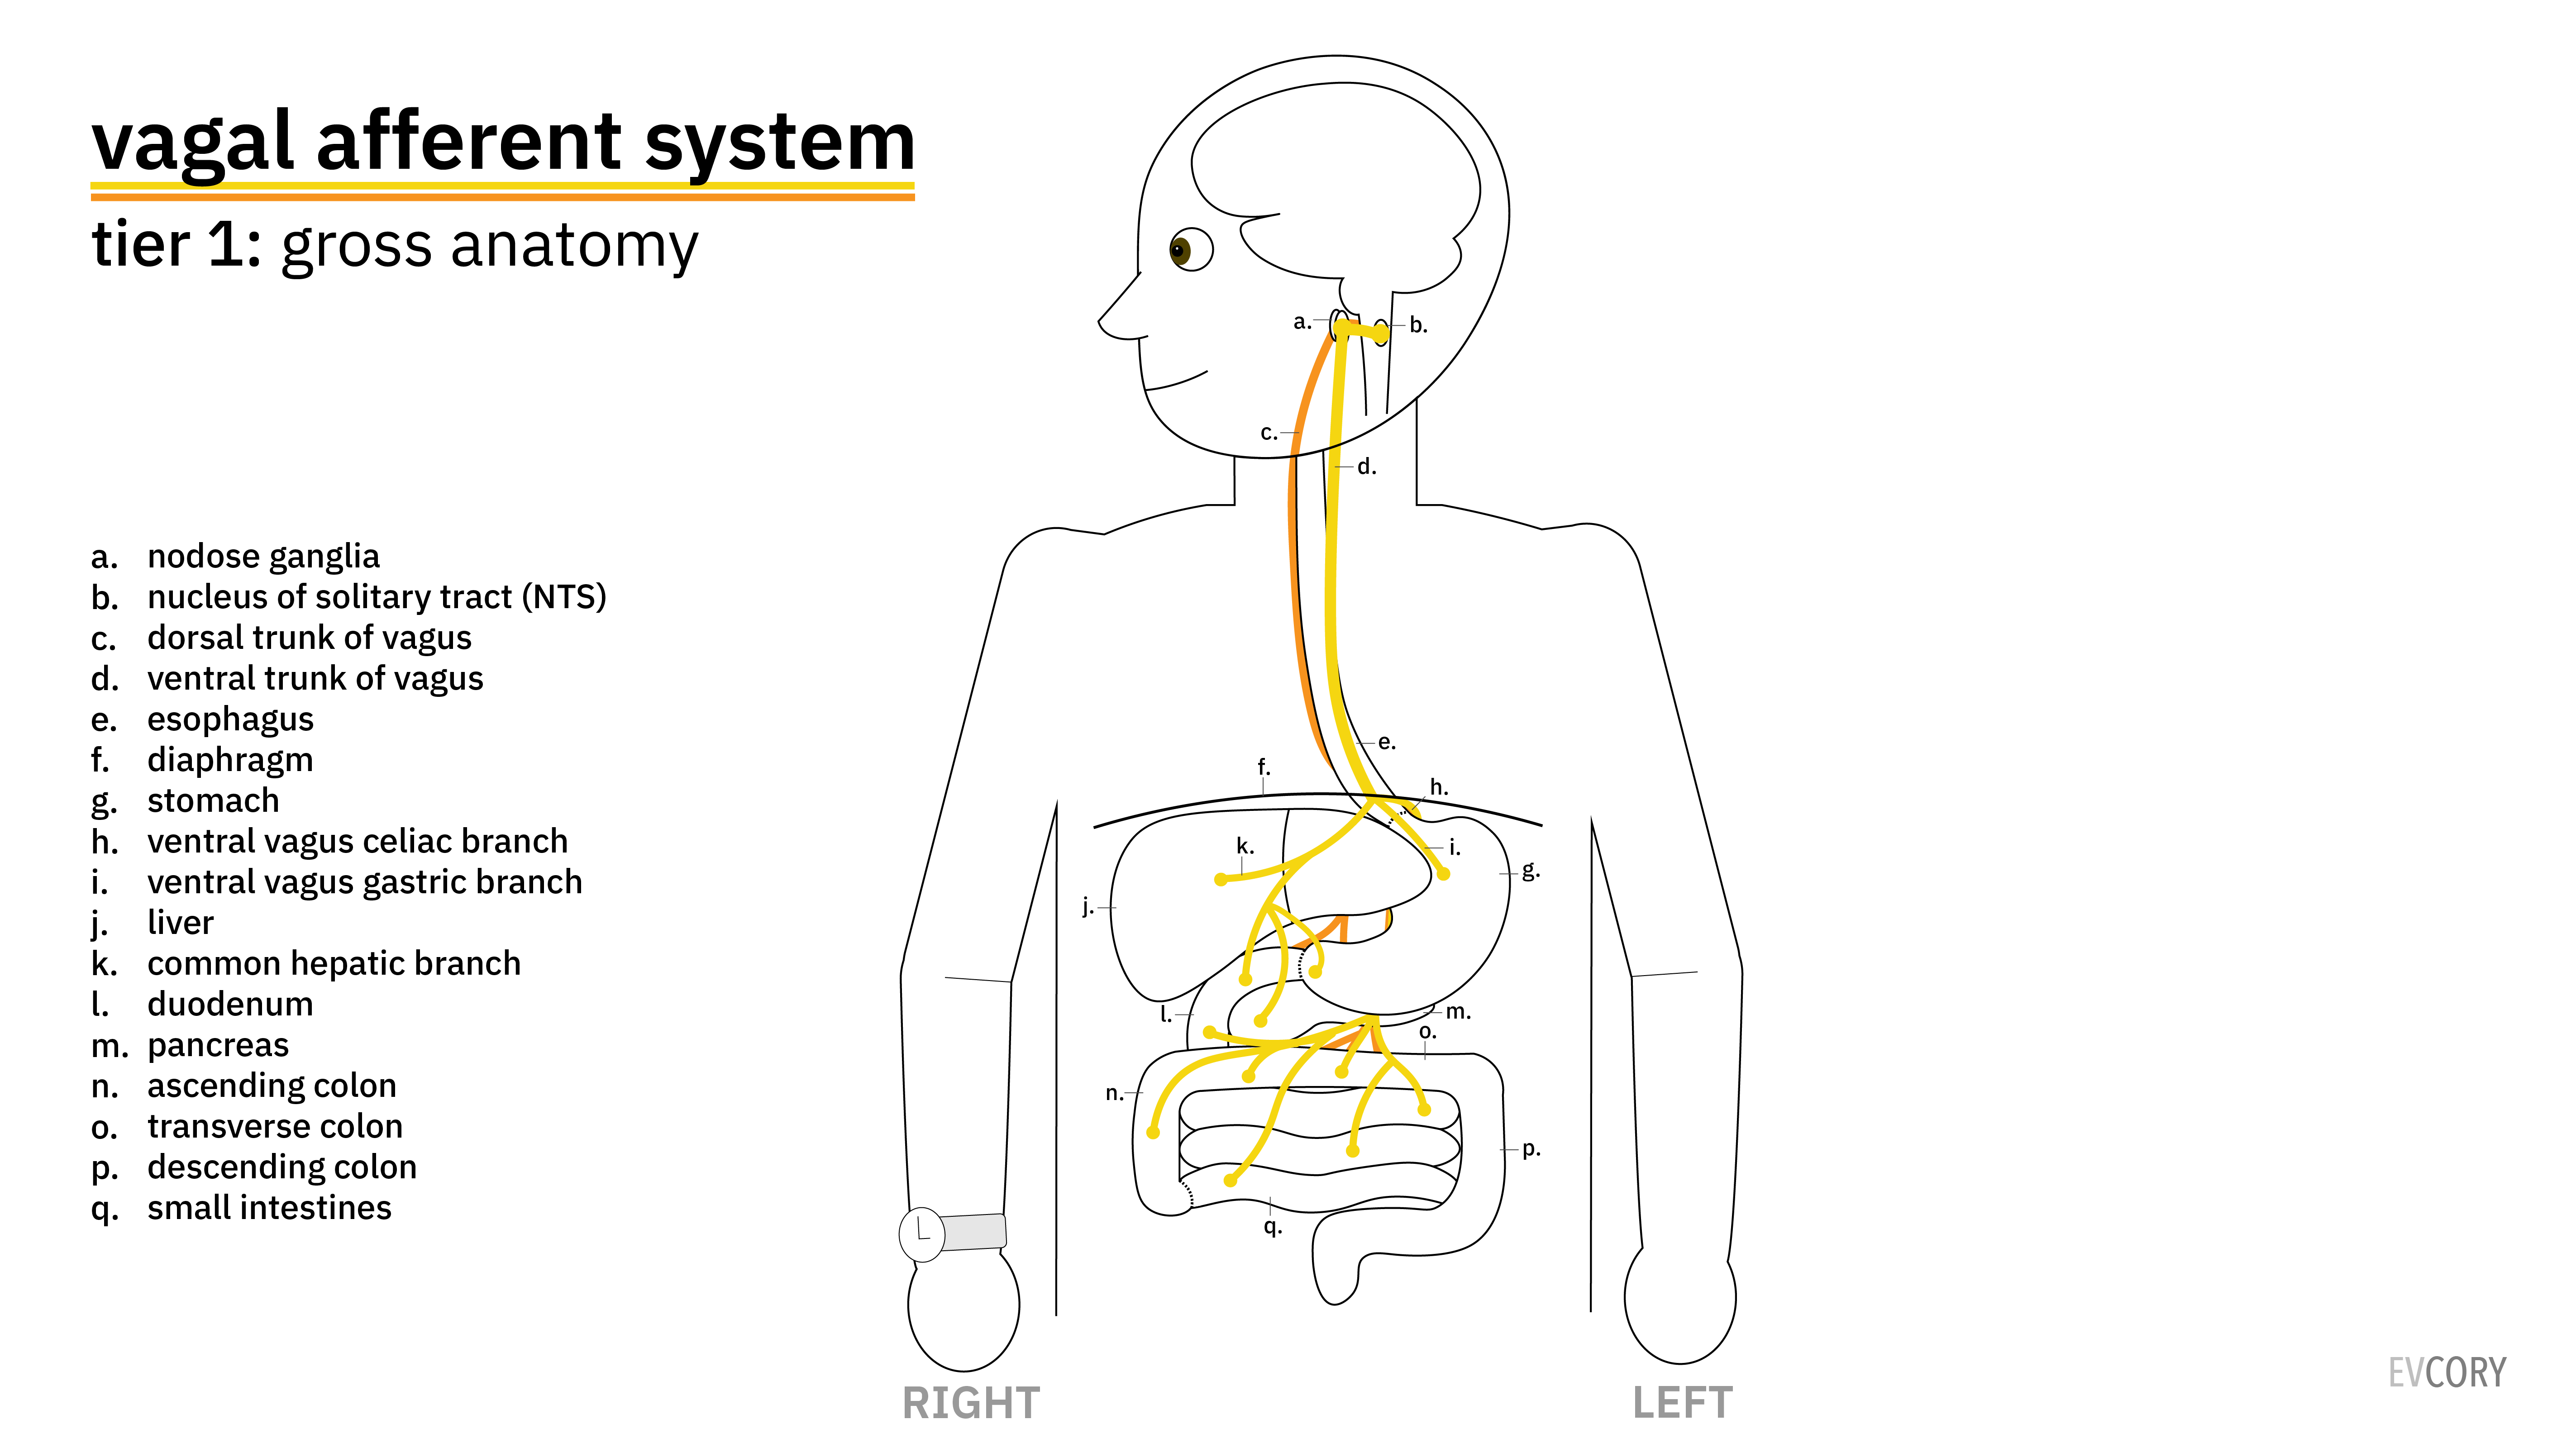 vagal afferent system
tier 1: gross anatomy
a. nodose ganglia
b. nucleus of solitary tract (NTS)
c. dorsal trunk of vagus
d. ventral trunk of vagus
e. esophagus
f. diaphragm
g. stomach
h. ventral vagus celiac branch
i. ventral vagus gastric branch
j. liver
k. common hepatic branch
l. duodenum
m. pancreas
n. ascending colon
o. transverse colon
p. descending colon
q. small intestines
a.
b.
c.
d.
e.
f.
h.
k.
i.
g.
j.
l.
m.
o.
n.
p.
q.
RIGHT
LEFT
EVCORY